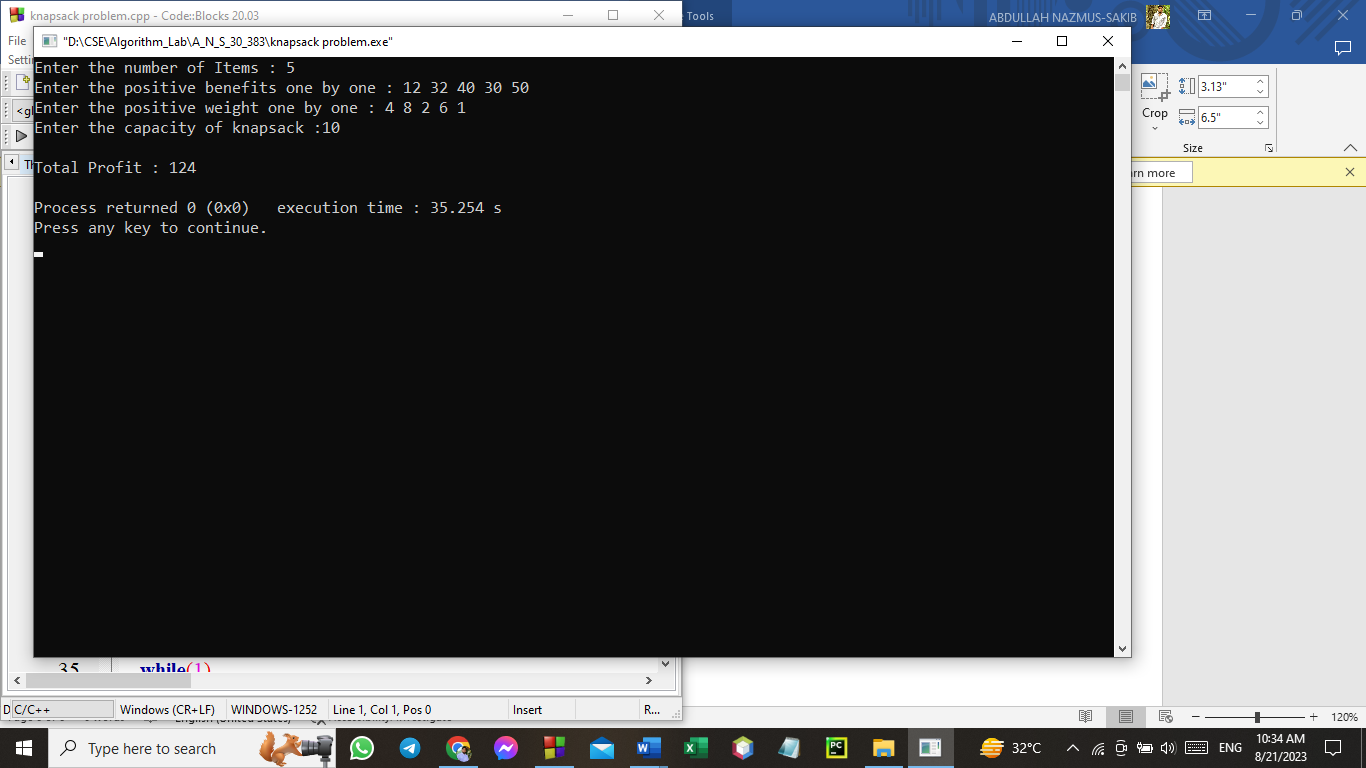 knapsack problem.cpp - Code::Blocks 20.03
Tools
ABDULLAH NAZMUS-SAKIB
File
"D:\CSE\Algorithm_Lab\A_N_S_30_383\knapsack problem.exe"
Enter the number of Items : 5
Enter the positive benefits one by one : 12 32 40 30 50
Enter the positive weight one by one : 4 8 2 6 1
Enter the capacity of knapsack :10
Total Profit : 124
Process returned 0 (0x0)   execution time : 35.254 s
Press any key to continue.
3.13"
6.5"
Crop
Size
35
while(1)
C/C++
Windows (CR+LF)
WINDOWS-1252
Line 1, Col 1, Pos 0
Insert
R...
English (United States)
120%
Type here to search
PC
32°C
ENG
10:34 AM
8/21/2023